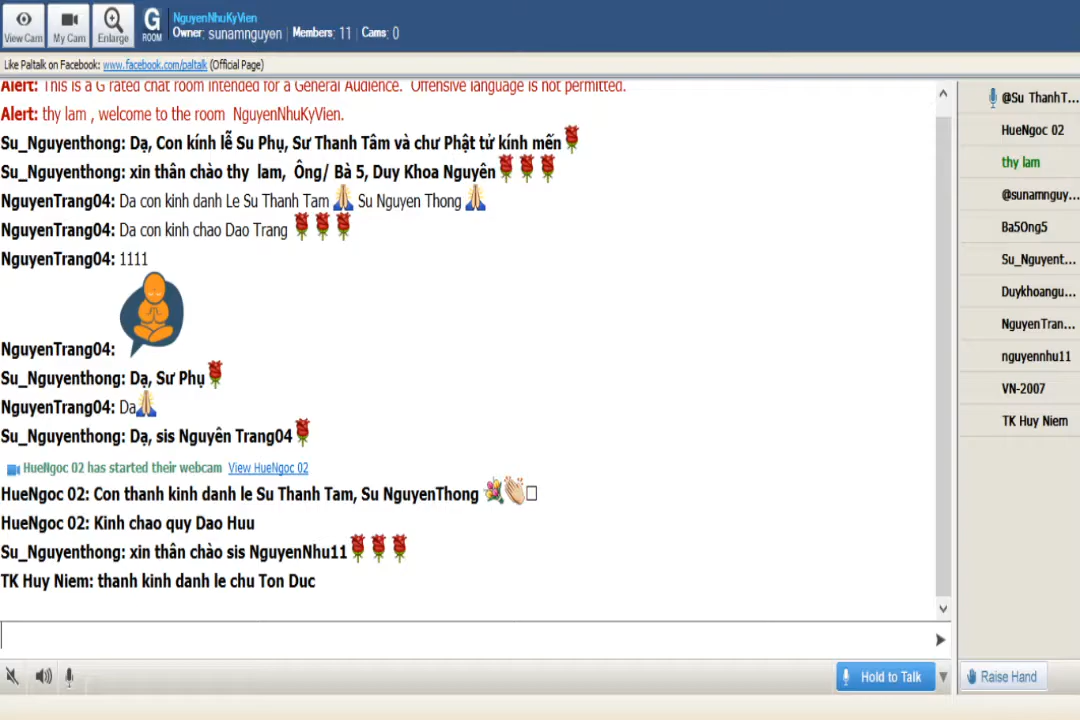 View Cam
My Cam
Enlarge
G
ROOM
NguyenNhuKyVien
Owner: sunamnguyen | Members: 11 | Cams: 0
Like Paltalk on Facebook: www.facebook.com/paltalk (Official Page)
Alert: This is a G rated chat room intended for a General Audience. Offensive language is not permitted.
Alert: thy lam , welcome to the room NguyenNhuKyVien.
Su_Nguyenthong: Dạ, Con kính lễ Su Phụ, Sư Thanh Tâm và chư Phật tử kính mến
Su_Nguyenthong: xin thân chào thy lam, Ông/ Bà 5, Duy Khoa Nguyên
NguyenTrang04: Da con kinh danh Le Su Thanh Tam Su Nguyen Thong
NguyenTrang04: Da con kinh chao Dao Trang
NguyenTrang04: 1111
NguyenTrang04:
Su_Nguyenthong: Dạ, Sư Phụ
NguyenTrang04: Da
Su_Nguyenthong: Dạ, sis Nguyên Trang04
HueNgoc 02 has started their webcam View HueNgoc 02
HueNgoc 02: Con thanh kinh danh le Su Thanh Tam, Su NguyenThong
HueNgoc 02: Kinh chao quy Dao Huu
Su_Nguyenthong: xin thân chào sis NguyenNhu11
TK Huy Niem: thanh kinh danh le chu Ton Duc
@Su ThanhT...
HueNgoc 02
thy lam
@sunamnguy...
Ba5Ong5
Su_Nguyent...
Duykhoangu...
NguyenTran...
nguyennhu11
VN-2007
TK Huy Niem
Hold to Talk
Raise Hand